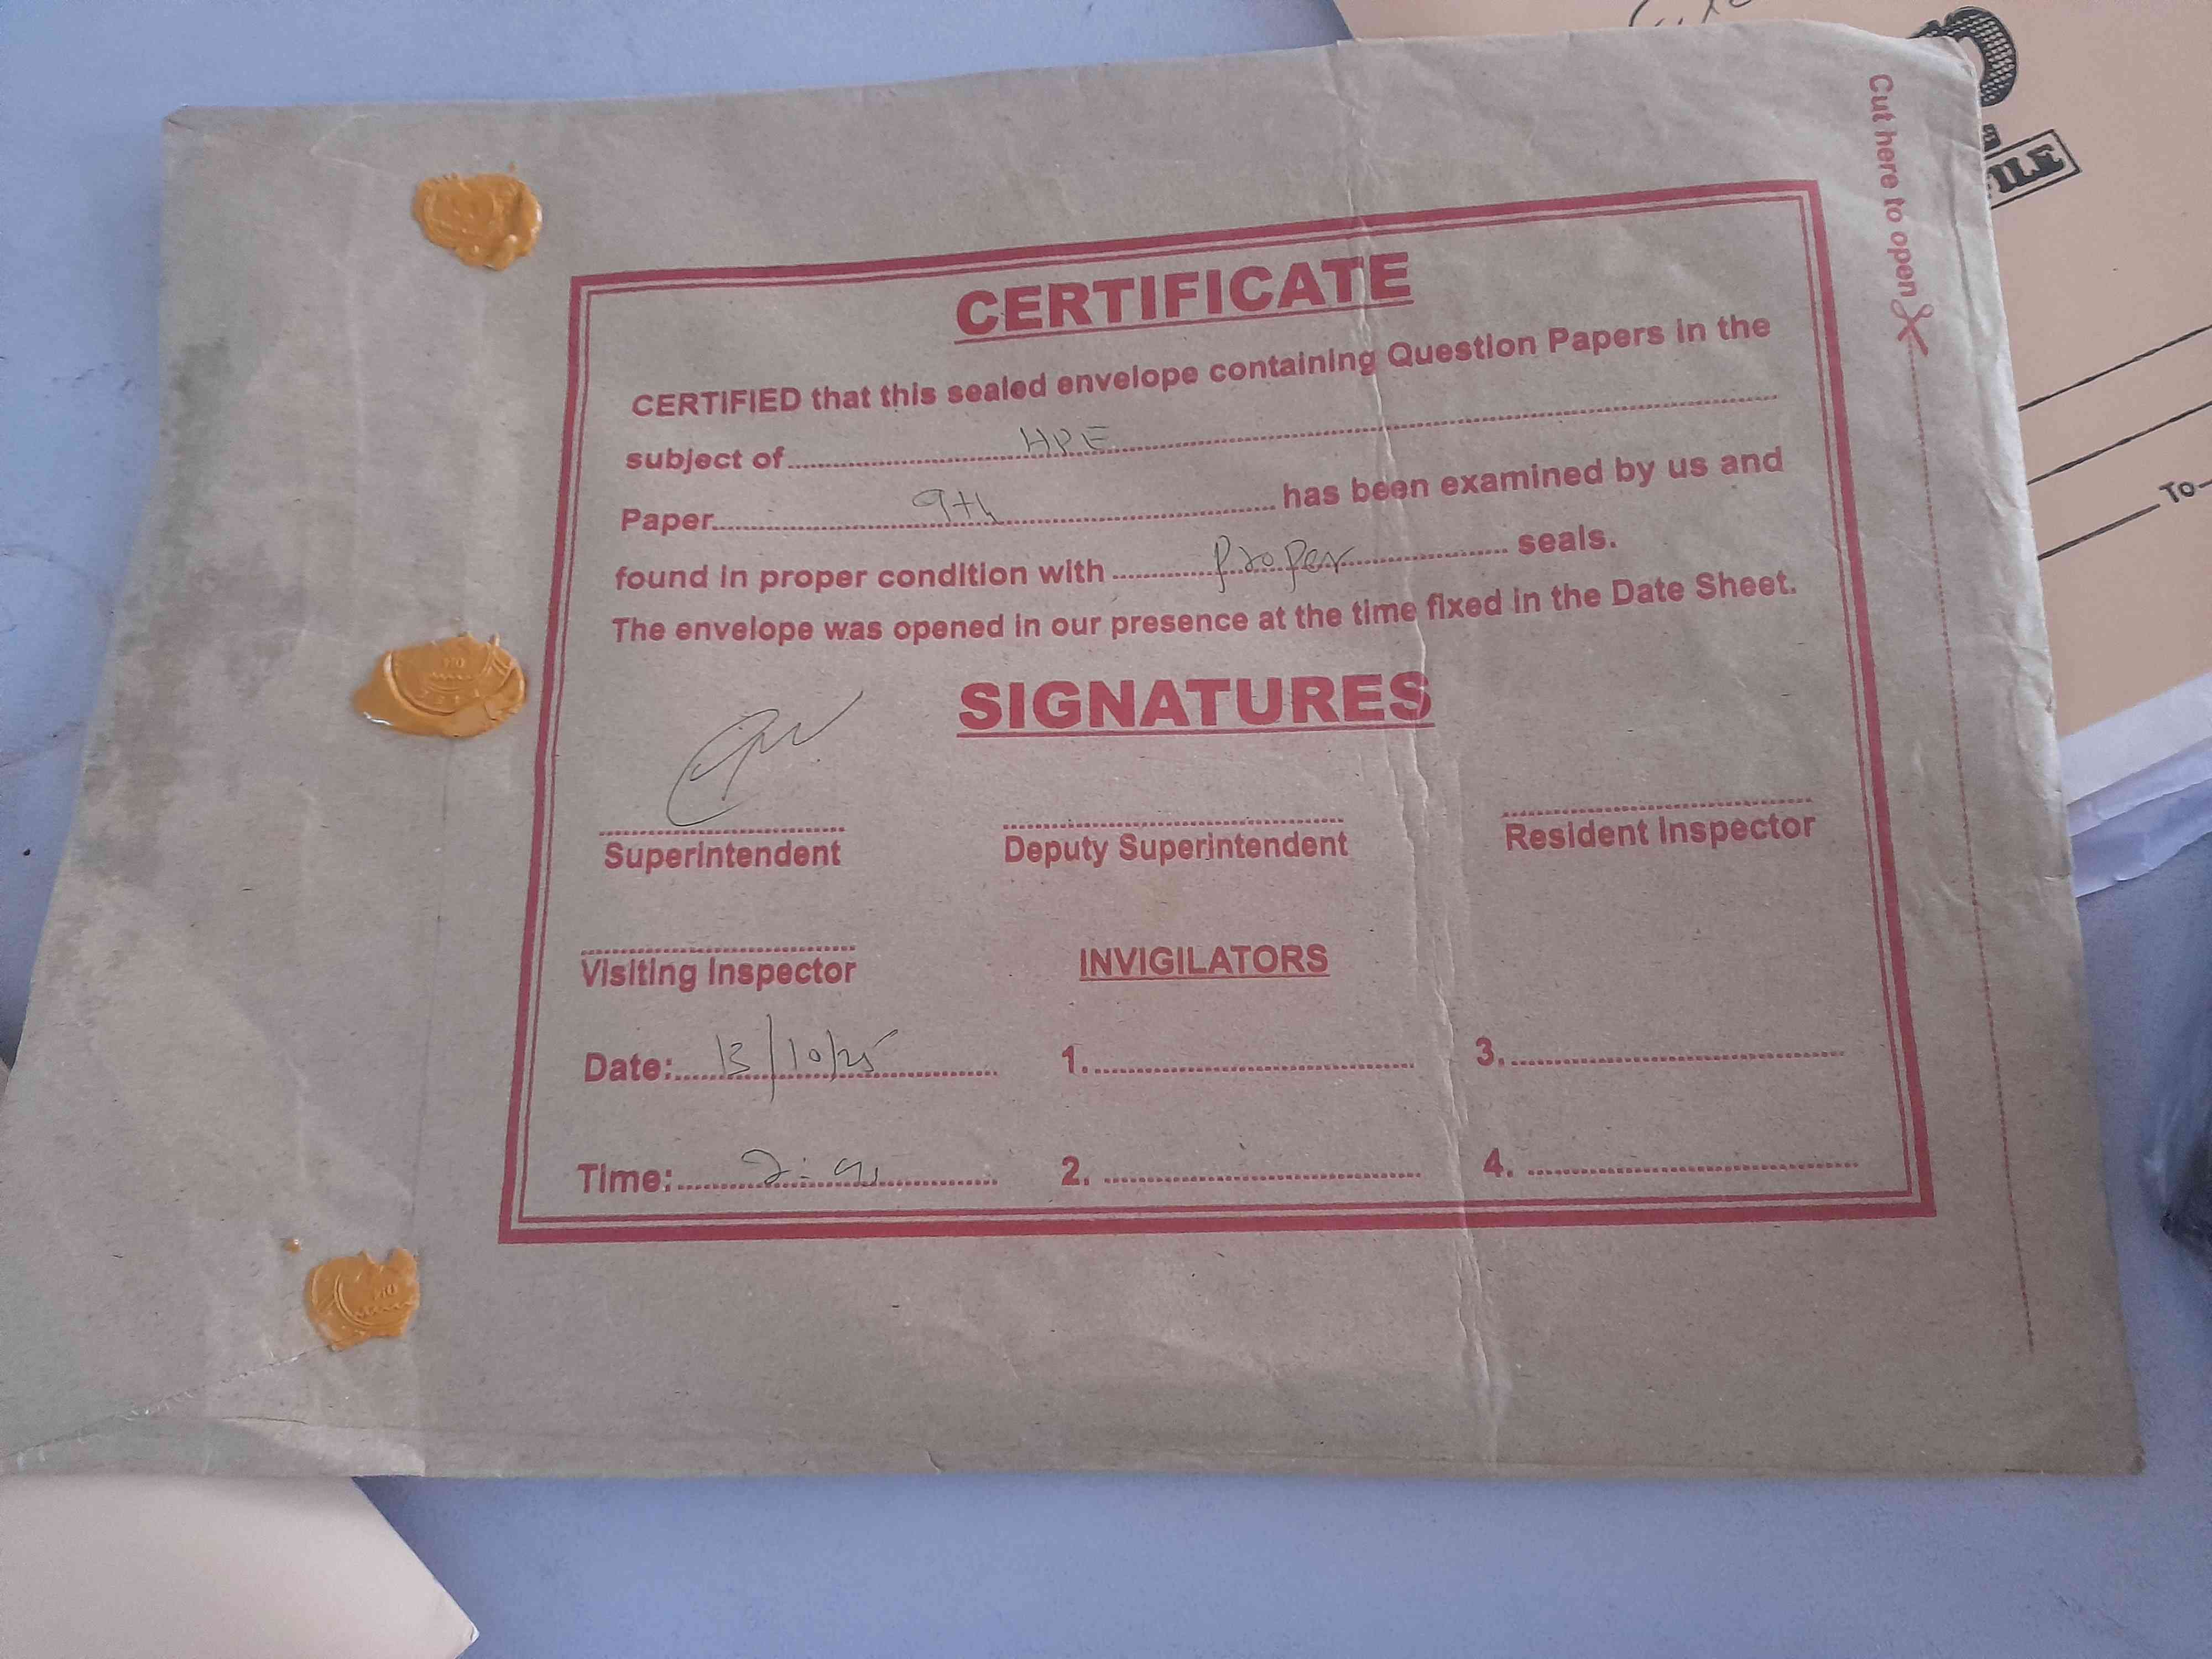 Cut here to open
CERTIFICATE
CERTIFIED that this sealed envelope containing Question Papers in the
subject of HPE
Paper 9th has been examined by us and
found in proper condition with Proper seals.
The envelope was opened in our presence at the time fixed in the Date Sheet.
SIGNATURES
Superintendent Deputy Superintendent Resident Inspector
Visiting Inspector INVIGILATORS
Date: 13/10/25 1. 3.
Time: 2. 4.
To